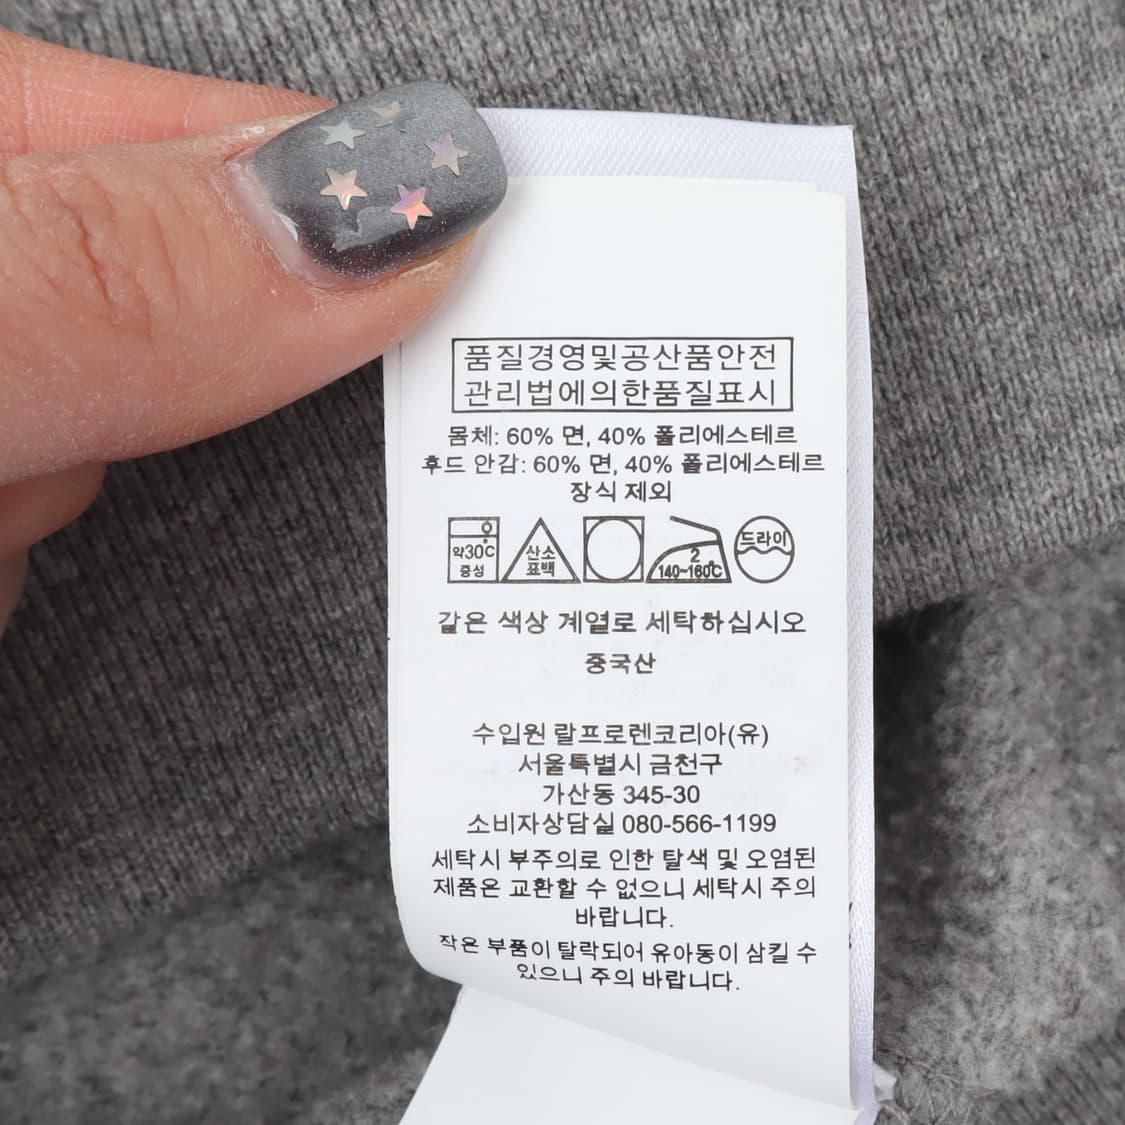 품질경영및공산품안전
관리법에의한품질표시
몸체: 60% 면, 40% 폴리에스테르
후드 안감: 60% 면, 40% 폴리에스테르
장식 제외
약30℃
중성
산소
표백
2
140~160℃
드라이
같은 색상 계열로 세탁하십시오
중국산
수입원 랄프로렌코리아(유)
서울특별시 금천구
가산동 345-30
소비자상담실 080-566-1199
세탁시 부주의로 인한 탈색 및 오염된
제품은 교환할 수 없으니 세탁시 주의
바랍니다.
작은 부품이 탈락되어 유아동이 삼킬 수
있으니 주의 바랍니다.